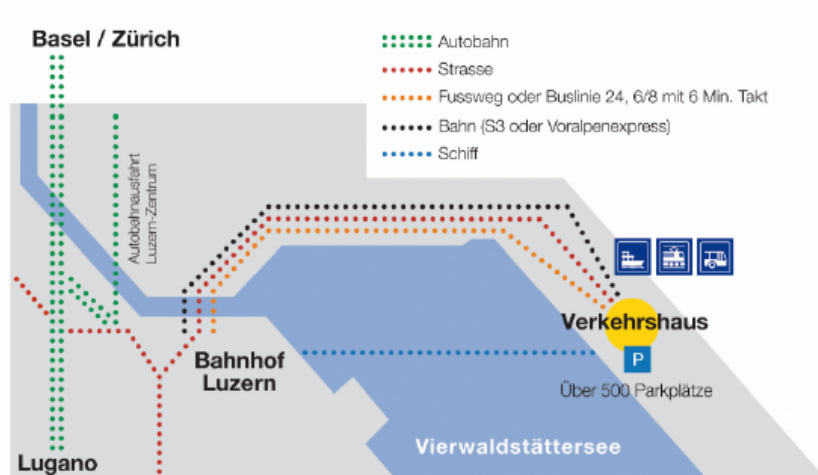 Basel / Zürich
Autobahn
Strasse
Fussweg oder Buslinie 24, 6/8 mit 6 Min. Takt
Bahn (S3 oder Voralpenexpress)
Schiff
Autobahnausfahrt
Luzern-Zentrum
Verkehrshaus
P
Über 500 Parkplätze
Bahnhof
Luzern
Vierwaldstättersee
Lugano